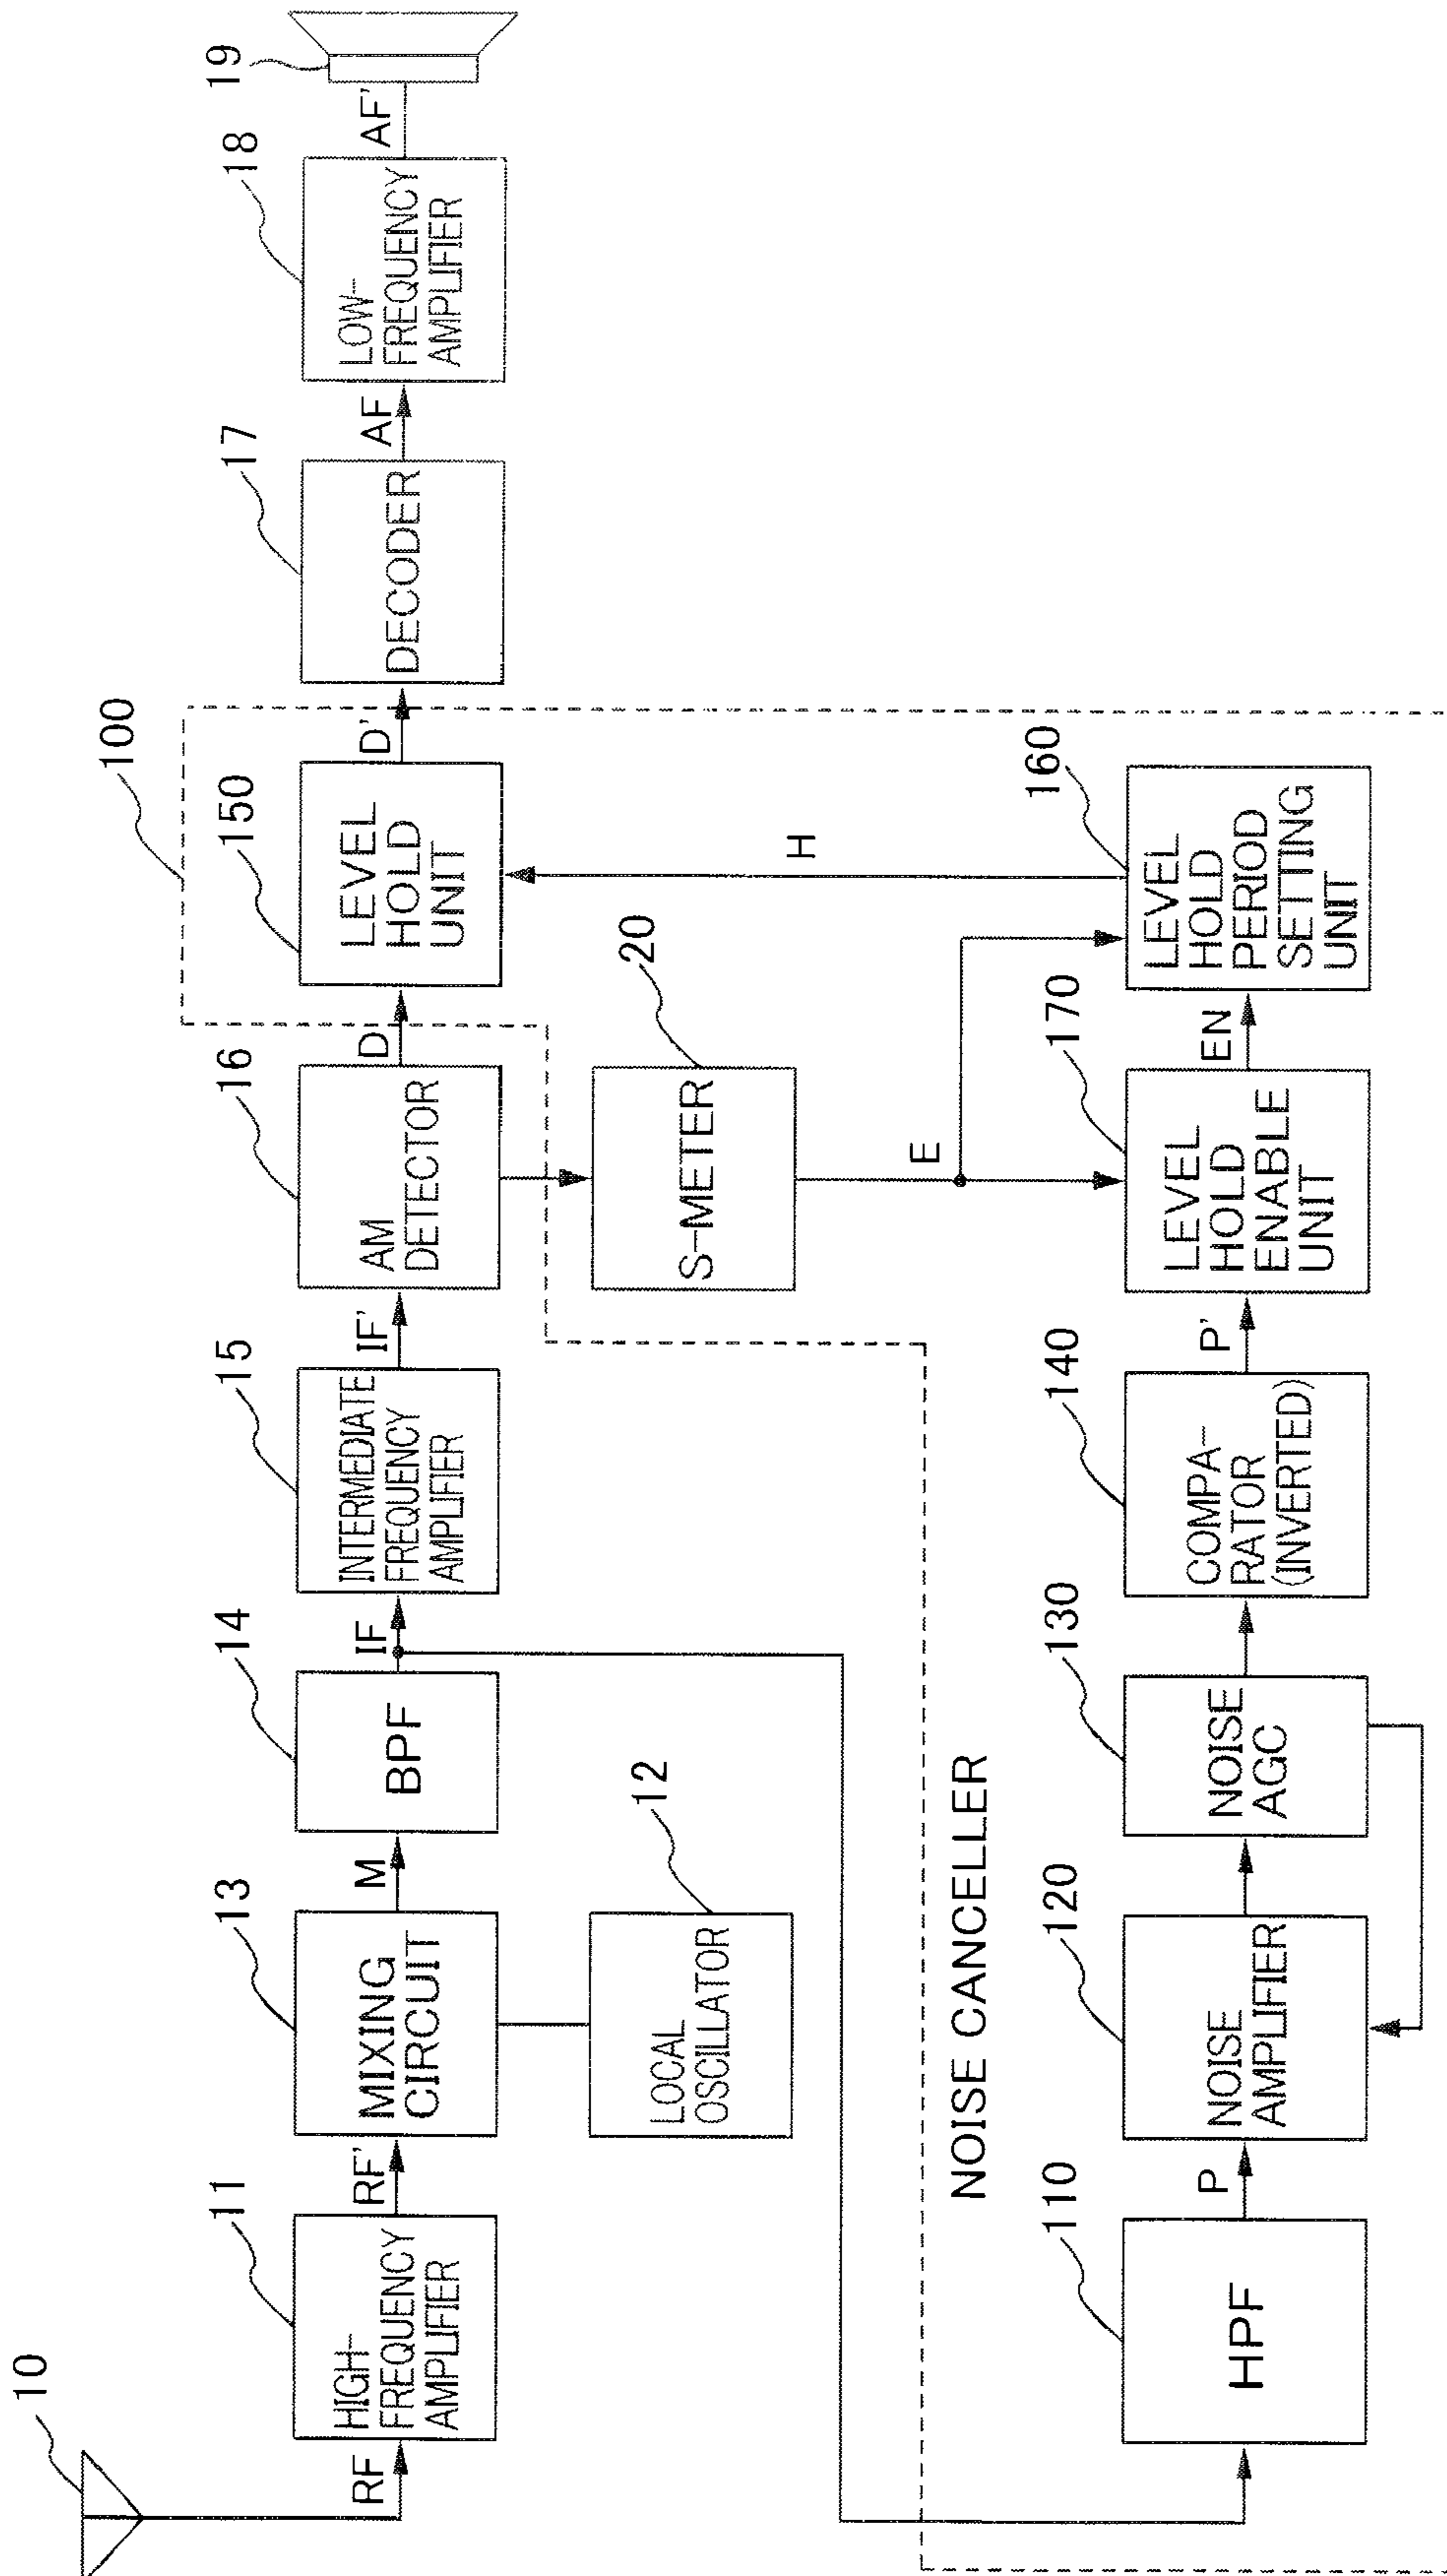 10
RF
11
HIGH-
FREQUENCY
AMPLIFIER
RF'
13
MIXING
CIRCUIT
12
LOCAL
OSCILLATOR
M
14
BPF
IF
15
INTERMEDIATE
FREQUENCY
AMPLIFIER
IF'
16
AM
DETECTOR
D
100
150
LEVEL
HOLD
UNIT
D'
17
DECODER
AF
18
LOW-
FREQUENCY
AMPLIFIER
AF'
19
20
S-METER
E
H
NOISE CANCELLER
110
HPF
P
120
NOISE
AMPLIFIER
130
NOISE
AGC
140
COMPA-
RATOR
(INVERTED)
P'
170
LEVEL
HOLD
ENABLE
UNIT
EN
160
LEVEL
HOLD
PERIOD
SETTING
UNIT